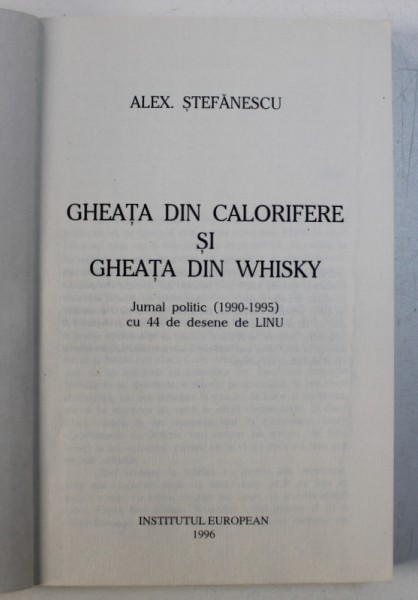 ALEX. ȘTEFĂNESCU
GHEAȚA DIN CALORIFERE
ȘI
GHEAȚA DIN WHISKY
Jurnal politic (1990-1995)
cu 44 de desene de LINU
INSTITUTUL EUROPEAN
1996